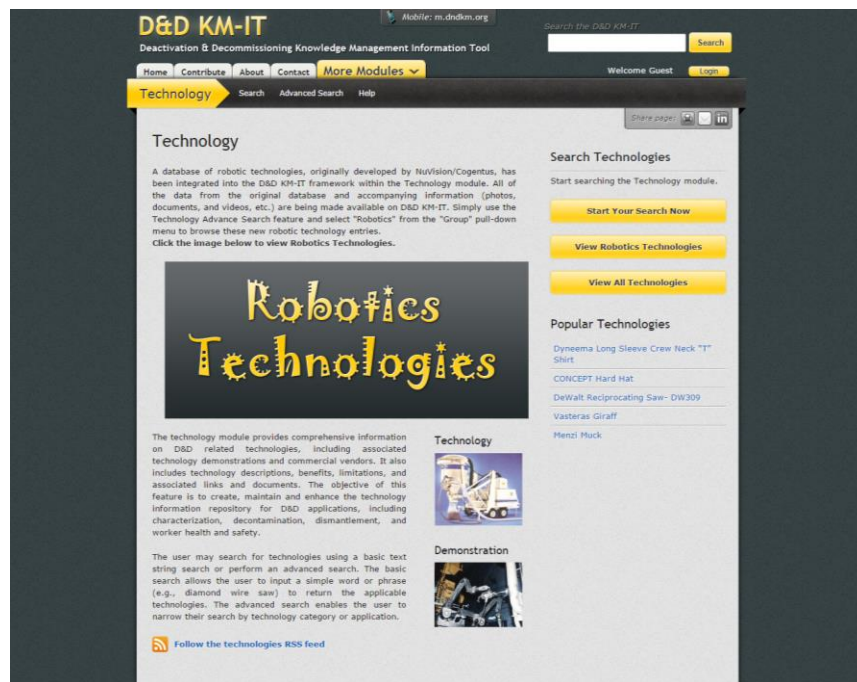 D&D KM-IT
Deactivation & Decommissioning Knowledge Management Information Tool
Mobile: m.dndkm.org
Search the D&D KM-IT
Search
Home Contribute About Contact More Modules
Welcome Guest Login
Technology Search Advanced Search Help
Share page:
Technology
A database of robotic technologies, originally developed by NuVision/Cogentus, has
been integrated into the D&D KM-IT framework within the Technology module. All of
the data from the original database and accompanying information (photos,
documents, and videos, etc.) are being made available on D&D KM-IT. Simply use the
Technology Advance Search feature and select "Robotics" from the "Group" pull-down
menu to browse these new robotic technology entries.
Click the image below to view Robotics Technologies.
Robotics
Technologies
The technology module provides comprehensive information
on D&D related technologies, including associated
technology demonstrations and commercial vendors. It also
includes technology descriptions, benefits, limitations, and
associated links and documents. The objective of this
feature is to create, maintain and enhance the technology
information repository for D&D applications, including
characterization, decontamination, dismantlement, and
worker health and safety.
The user may search for technologies using a basic text
string search or perform an advanced search. The basic
search allows the user to input a simple word or phrase
(e.g., diamond wire saw) to return the applicable
technologies. The advanced search enables the user to
narrow their search by technology category or application.
Follow the technologies RSS feed
Technology
Demonstration
Search Technologies
Start searching the Technology module.
Start Your Search Now
View Robotics Technologies
View All Technologies
Popular Technologies
Dyneema Long Sleeve Crew Neck "T"
Shirt
CONCEPT Hard Hat
DeWalt Reciprocating Saw- DW309
Vasteras Giraff
Menzi Muck